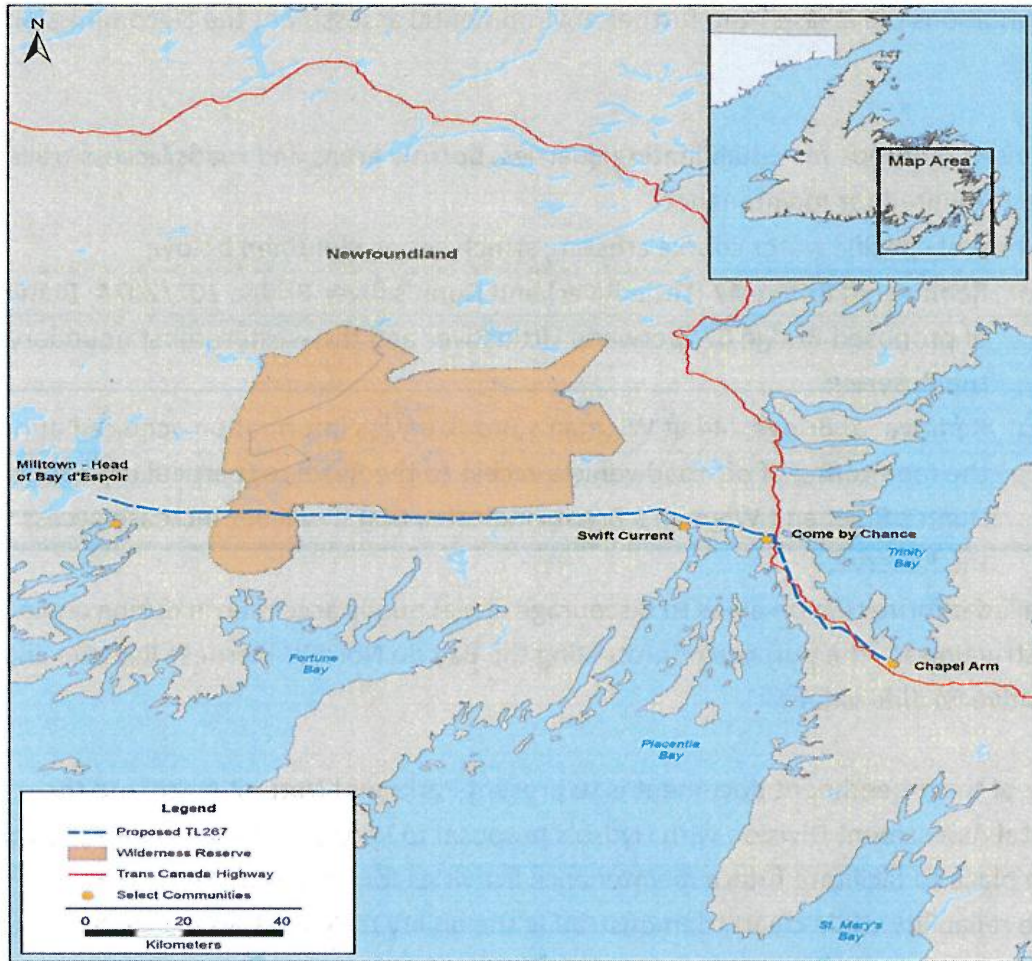 N
Map Area
Newfoundland
Milltown - Head
of Bay d'Espoir
Swift Current
Come by Chance
Trinity
Bay
Fortune
Bay
Chapel Arm
Placentia
Bay
Legend
Proposed TL267
Wilderness Reserve
Trans Canada Highway
Select Communities
0 20 40
Kilometers
St. Mary's
Bay